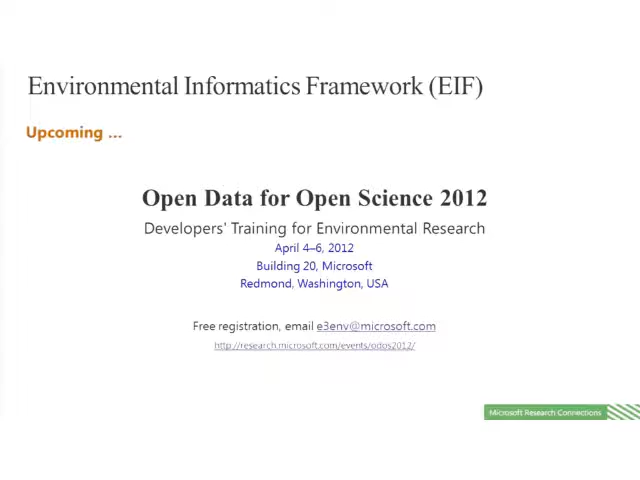 Environmental Informatics Framework (EIF)
Upcoming ...
Open Data for Open Science 2012
Developers' Training for Environmental Research
April 4–6, 2012
Building 20, Microsoft
Redmond, Washington, USA
Free registration, email e3env@microsoft.com
http://research.microsoft.com/events/odos2012/
Microsoft Research Connections